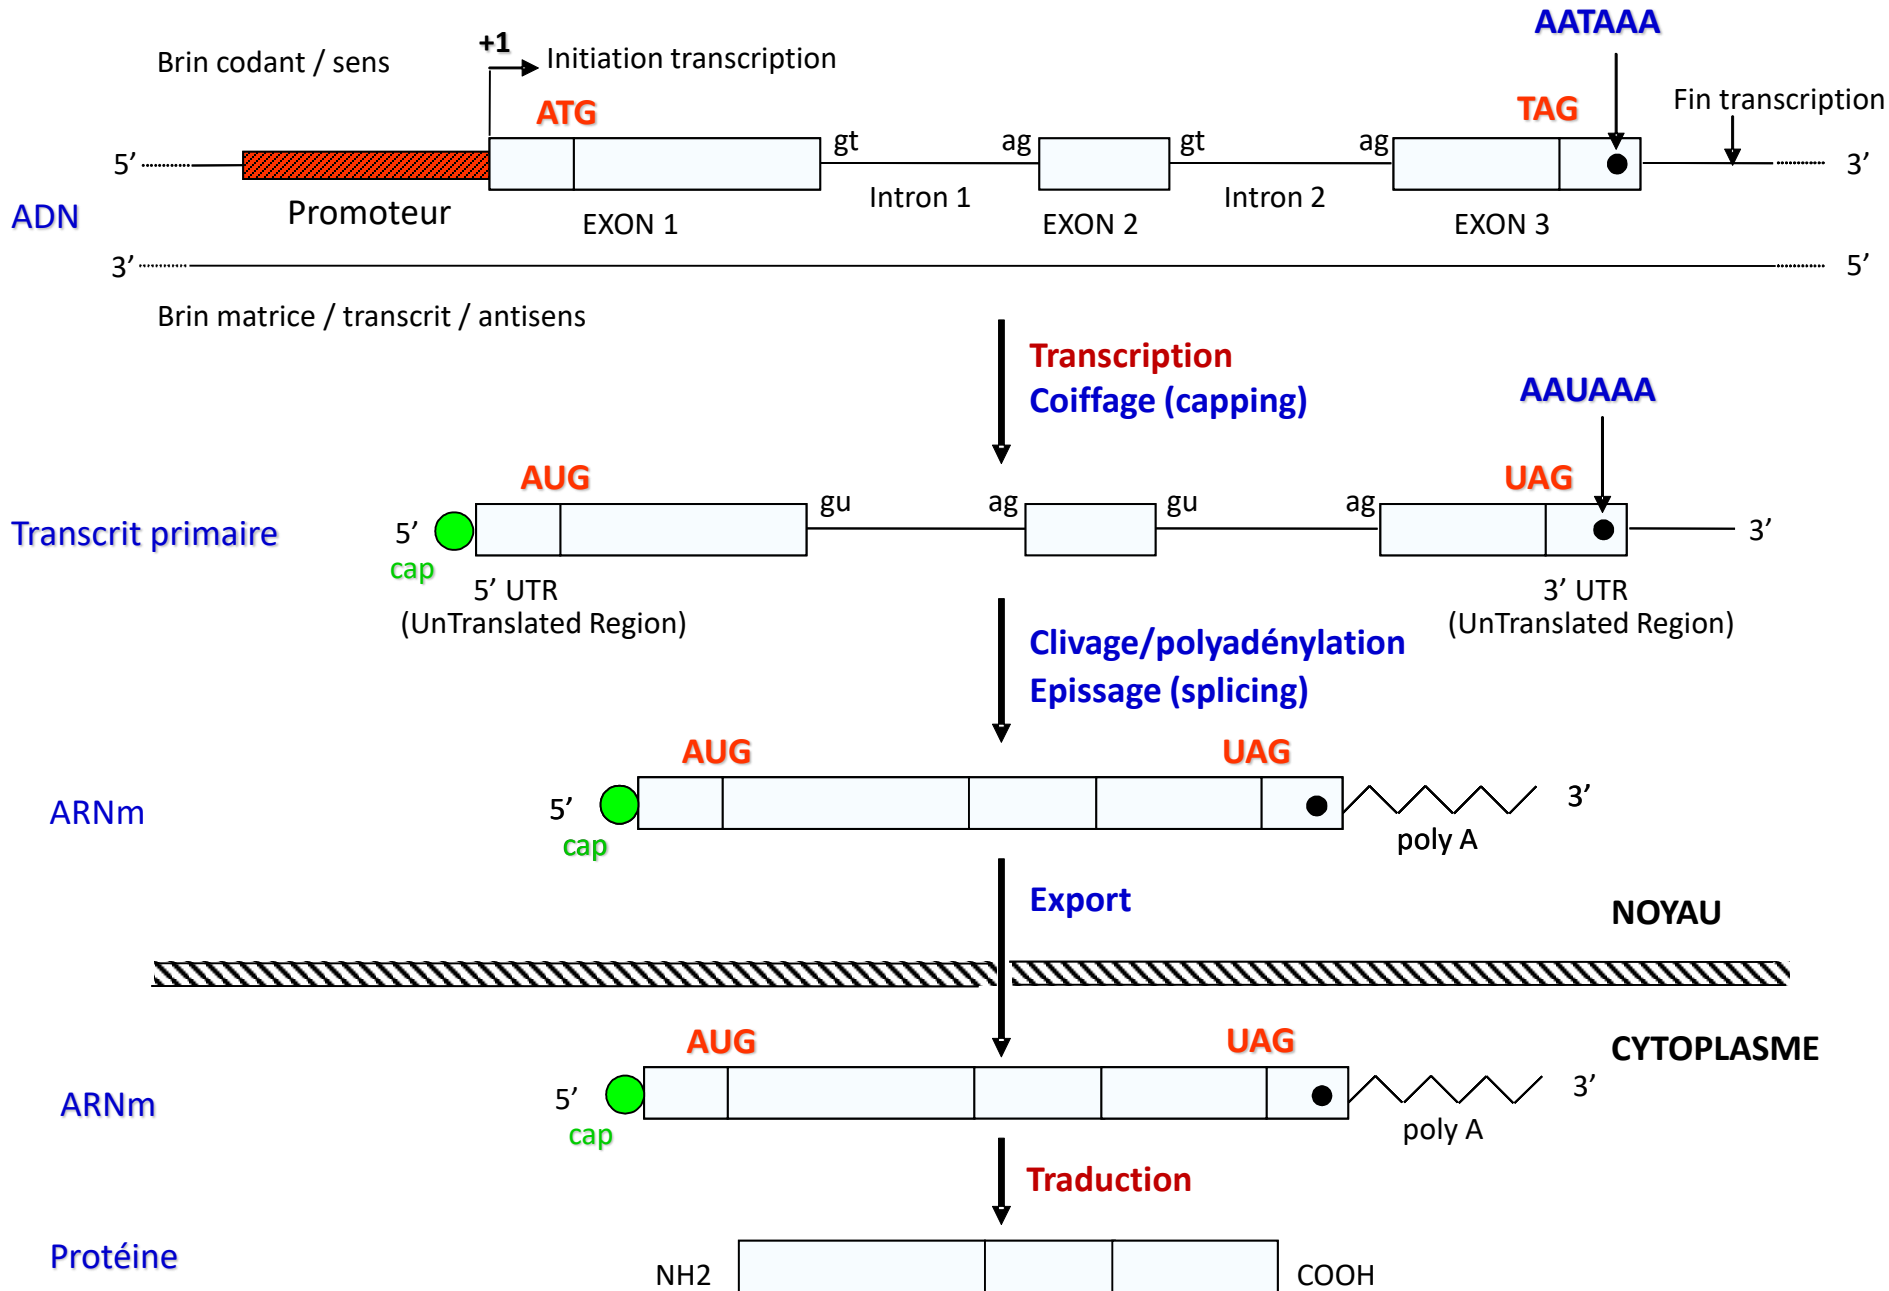 AATAAA
+1
Brin codant / sens
Initiation transcription
ATG
TAG
Fin transcription
5’
gt
ag
gt
ag
3’
Intron 1
Intron 2
ADN
Promoteur
EXON 1
EXON 2
EXON 3
3’
5’
Brin matrice / transcrit / antisens
Transcription
Coiffage (capping)
AAUAAA
AUG
UAG
gu
ag
gu
ag
Transcrit primaire
5’
3’
cap
5’ UTR
(UnTranslated Region)
3’ UTR
(UnTranslated Region)
Clivage/polyadénylation
Epissage (splicing)
AUG
UAG
ARNm
5’
3’
cap
poly A
Export
NOYAU
CYTOPLASME
AUG
UAG
ARNm
5’
3’
cap
poly A
Traduction
Protéine
NH2
COOH